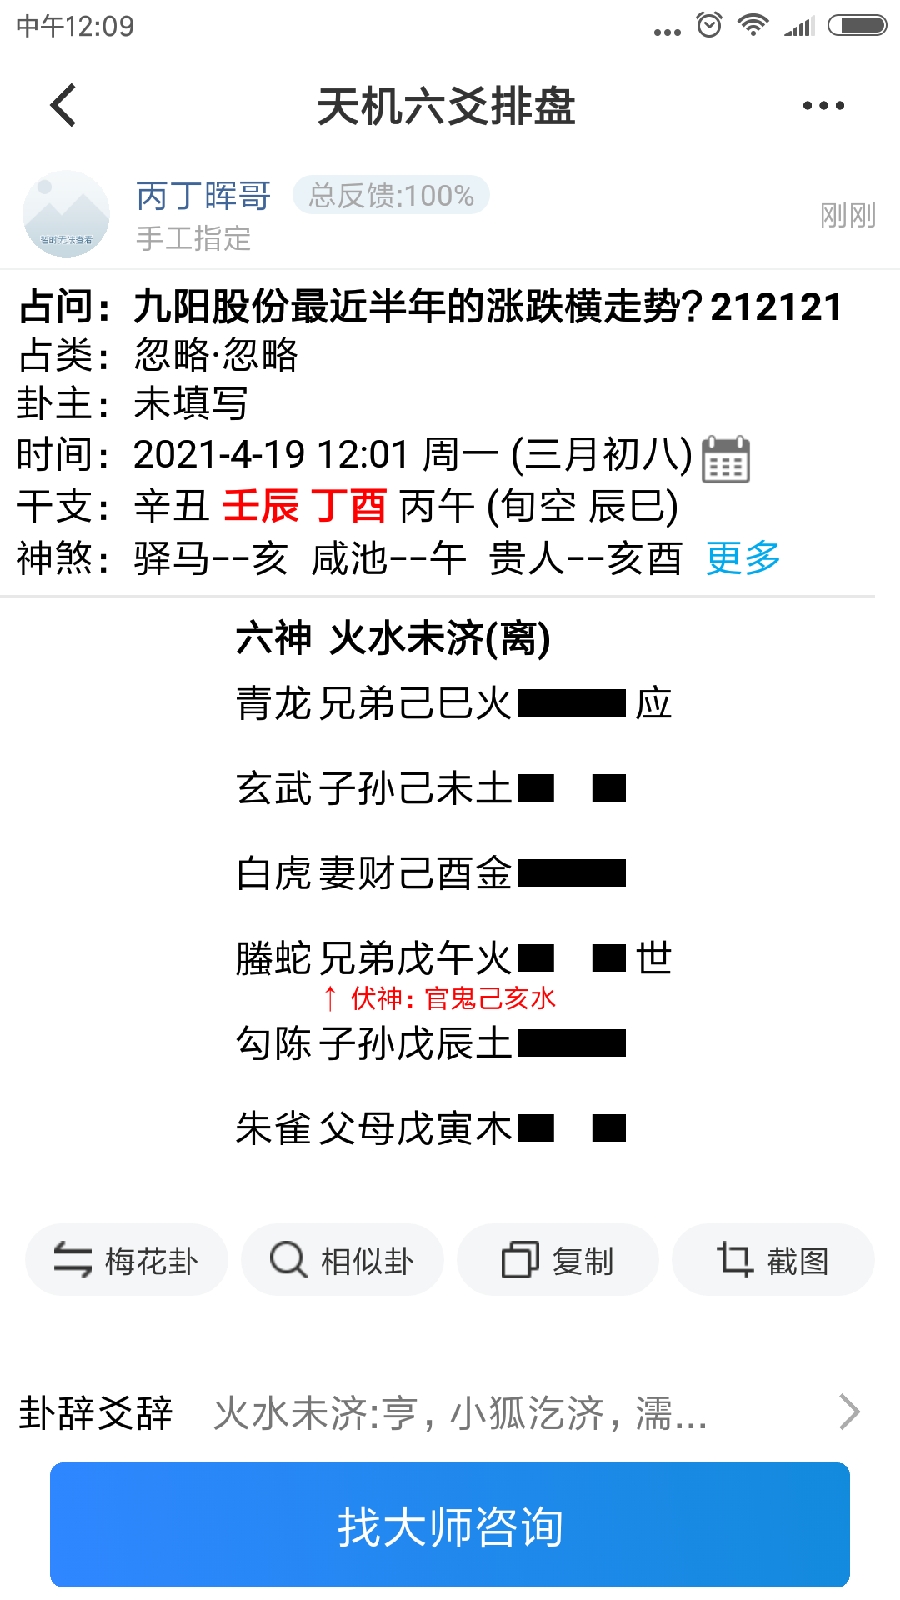 中午12:09
天机六爻排盘
丙丁晖哥 总反馈:100%
刚刚
手工指定
占问：九阳股份最近半年的涨跌横走势?212121
占类：忽略·忽略
卦主：未填写
时间：2021-4-19 12:01 周一 (三月初八)
干支：辛丑 壬辰 丁酉 丙午 (旬空 辰巳)
神煞：驿马--亥 咸池--午 贵人--亥酉 更多
六神 火水未济(离)
青龙 兄弟己巳火 应
玄武 子孙己未土
白虎 妻财己酉金
螣蛇 兄弟戊午火 世
↑ 伏神：官鬼己亥水
勾陈 子孙戊辰土
朱雀 父母戊寅木
梅花卦 相似卦 复制 截图
卦辞爻辞 火水未济:亨，小狐汔济，濡...
找大师咨询